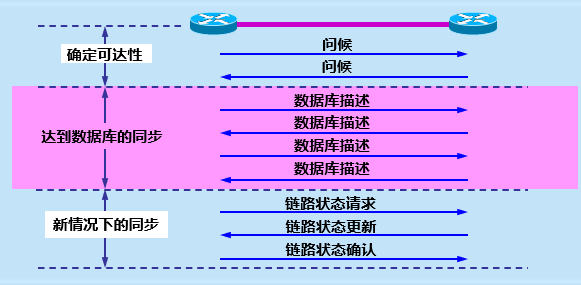 问候
确定可达性
问候
数据库描述
数据库描述
达到数据库的同步
数据库描述
数据库描述
链路状态请求
新情况下的同步
链路状态更新
链路状态确认